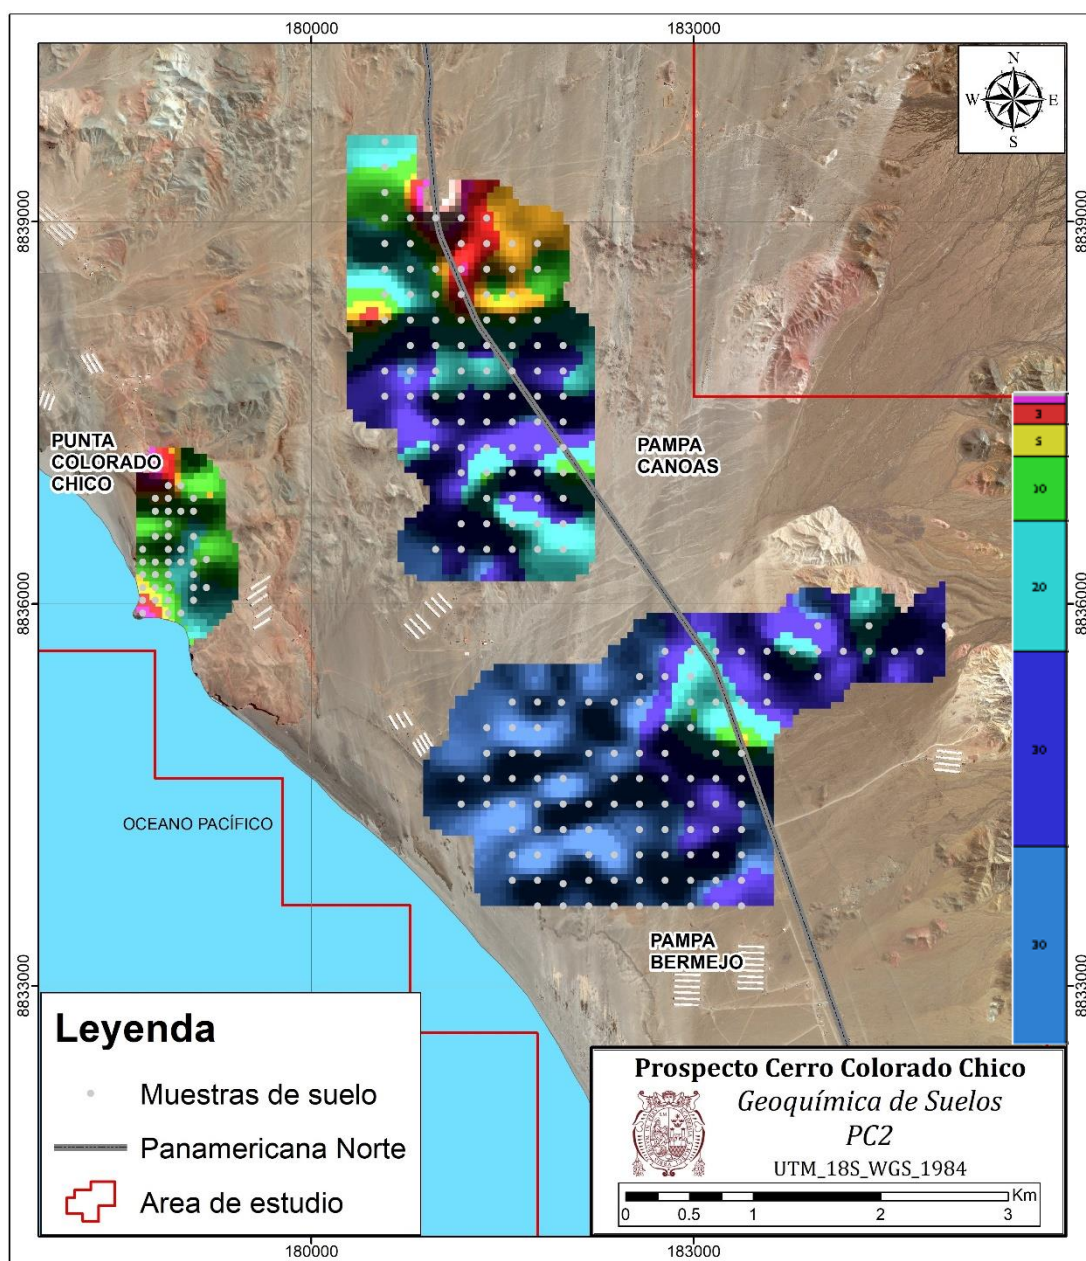 180000
183000
N
W
E
S
8839000
8839000
PUNTA
COLORADO
CHICO
PAMPA
CANOAS
3
5
10
20
30
30
8836000
8836000
OCEANO PACÍFICO
PAMPA
BERMEJO
8833000
Leyenda
Muestras de suelo
Panamericana Norte
Area de estudio
Prospecto Cerro Colorado Chico
Geoquímica de Suelos
PC2
UTM_18S_WGS_1984
Km
0 0.5 1 2 3
180000
183000